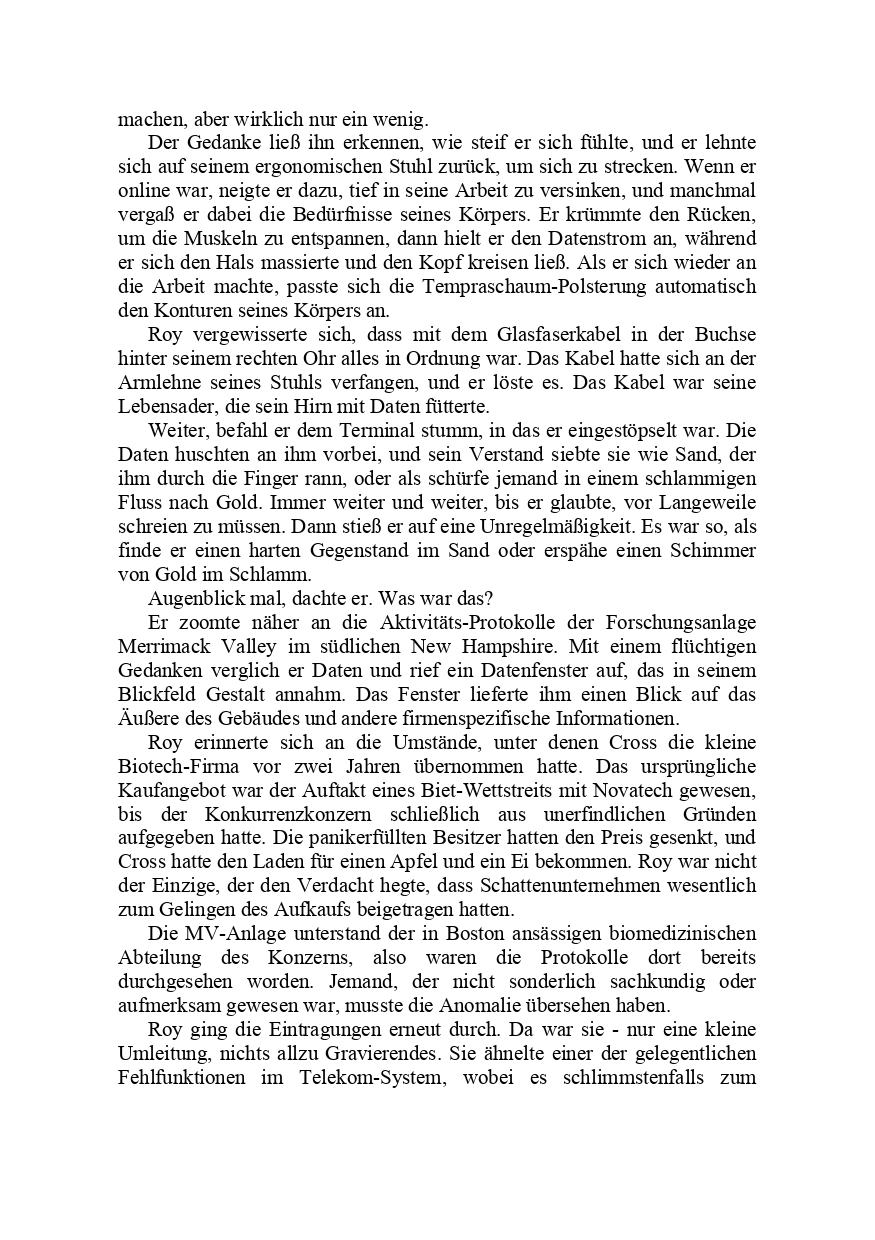 machen, aber wirklich nur ein wenig.
Der Gedanke ließ ihn erkennen, wie steif er sich fühlte, und er lehnte
sich auf seinem ergonomischen Stuhl zurück, um sich zu strecken. Wenn er
online war, neigte er dazu, tief in seine Arbeit zu versinken, und manchmal
vergaß er dabei die Bedürfnisse seines Körpers. Er krümmte den Rücken,
um die Muskeln zu entspannen, dann hielt er den Datenstrom an, während
er sich den Hals massierte und den Kopf kreisen ließ. Als er sich wieder an
die Arbeit machte, passte sich die Tempraschaum-Polsterung automatisch
den Konturen seines Körpers an.
Roy vergewisserte sich, dass mit dem Glasfaserkabel in der Buchse
hinter seinem rechten Ohr alles in Ordnung war. Das Kabel hatte sich an der
Armlehne seines Stuhls verfangen, und er löste es. Das Kabel war seine
Lebensader, die sein Hirn mit Daten fütterte.
Weiter, befahl er dem Terminal stumm, in das er eingestöpselt war. Die
Daten huschten an ihm vorbei, und sein Verstand siebte sie wie Sand, der
ihm durch die Finger rann, oder als schürfe jemand in einem schlammigen
Fluss nach Gold. Immer weiter und weiter, bis er glaubte, vor Langeweile
schreien zu müssen. Dann stieß er auf eine Unregelmäßigkeit. Es war so, als
finde er einen harten Gegenstand im Sand oder erspähe einen Schimmer
von Gold im Schlamm.
Augenblick mal, dachte er. Was war das?
Er zoomte näher an die Aktivitäts-Protokolle der Forschungsanlage
Merrimack Valley im südlichen New Hampshire. Mit einem flüchtigen
Gedanken verglich er Daten und rief ein Datenfenster auf, das in seinem
Blickfeld Gestalt annahm. Das Fenster lieferte ihm einen Blick auf das
Äußere des Gebäudes und andere firmenspezifische Informationen.
Roy erinnerte sich an die Umstände, unter denen Cross die kleine
Biotech-Firma vor zwei Jahren übernommen hatte. Das ursprüngliche
Kaufangebot war der Auftakt eines Biet-Wettstreits mit Novatech gewesen,
bis der Konkurrenzkonzern schließlich aus unerfindlichen Gründen
aufgegeben hatte. Die panikerfüllten Besitzer hatten den Preis gesenkt, und
Cross hatte den Laden für einen Apfel und ein Ei bekommen. Roy war nicht
der Einzige, der den Verdacht hegte, dass Schattenunternehmen wesentlich
zum Gelingen des Aufkaufs beigetragen hatten.
Die MV-Anlage unterstand der in Boston ansässigen biomedizinischen
Abteilung des Konzerns, also waren die Protokolle dort bereits
durchgesehen worden. Jemand, der nicht sonderlich sachkundig oder
aufmerksam gewesen war, musste die Anomalie übersehen haben.
Roy ging die Eintragungen erneut durch. Da war sie - nur eine kleine
Umleitung, nichts allzu Gravierendes. Sie ähnelte einer der gelegentlichen
Fehlfunktionen im Telekom-System, wobei es schlimmstenfalls zum